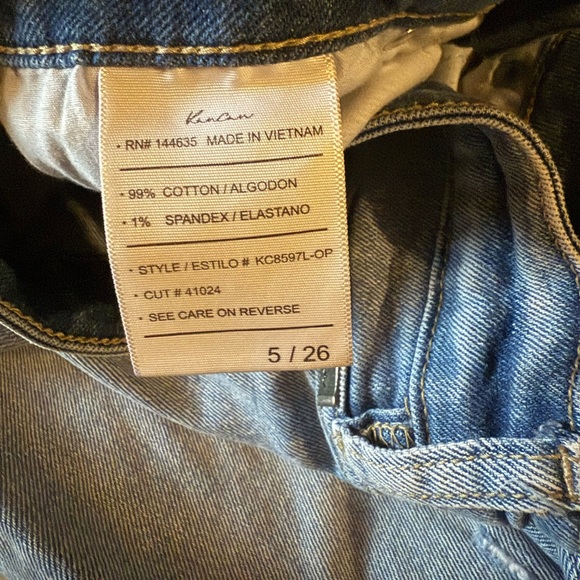 KanCan
• RN# 144635 MADE IN VIETNAM
• 99% COTTON / ALGODON
• 1% SPANDEX / ELASTANO
• STYLE / ESTILO # KC8597L-OP
• CUT # 41024
• SEE CARE ON REVERSE
5 / 26